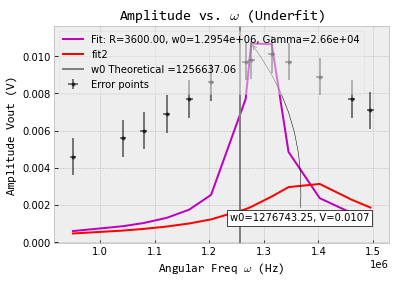 Amplitude vs. ω (Underfit)
Fit: R=3600.00, w0=1.2954e+06, Gamma=2.66e+04
fit2
w0 Theoretical =1256637.06
Error points
w0=1276743.25, V=0.0107
Amplitude Vout (V)
0.010
0.008
0.006
0.004
0.002
0.000
1.0
1.1
1.2
1.3
1.4
1.5
1e6
Angular Freq ω (Hz)